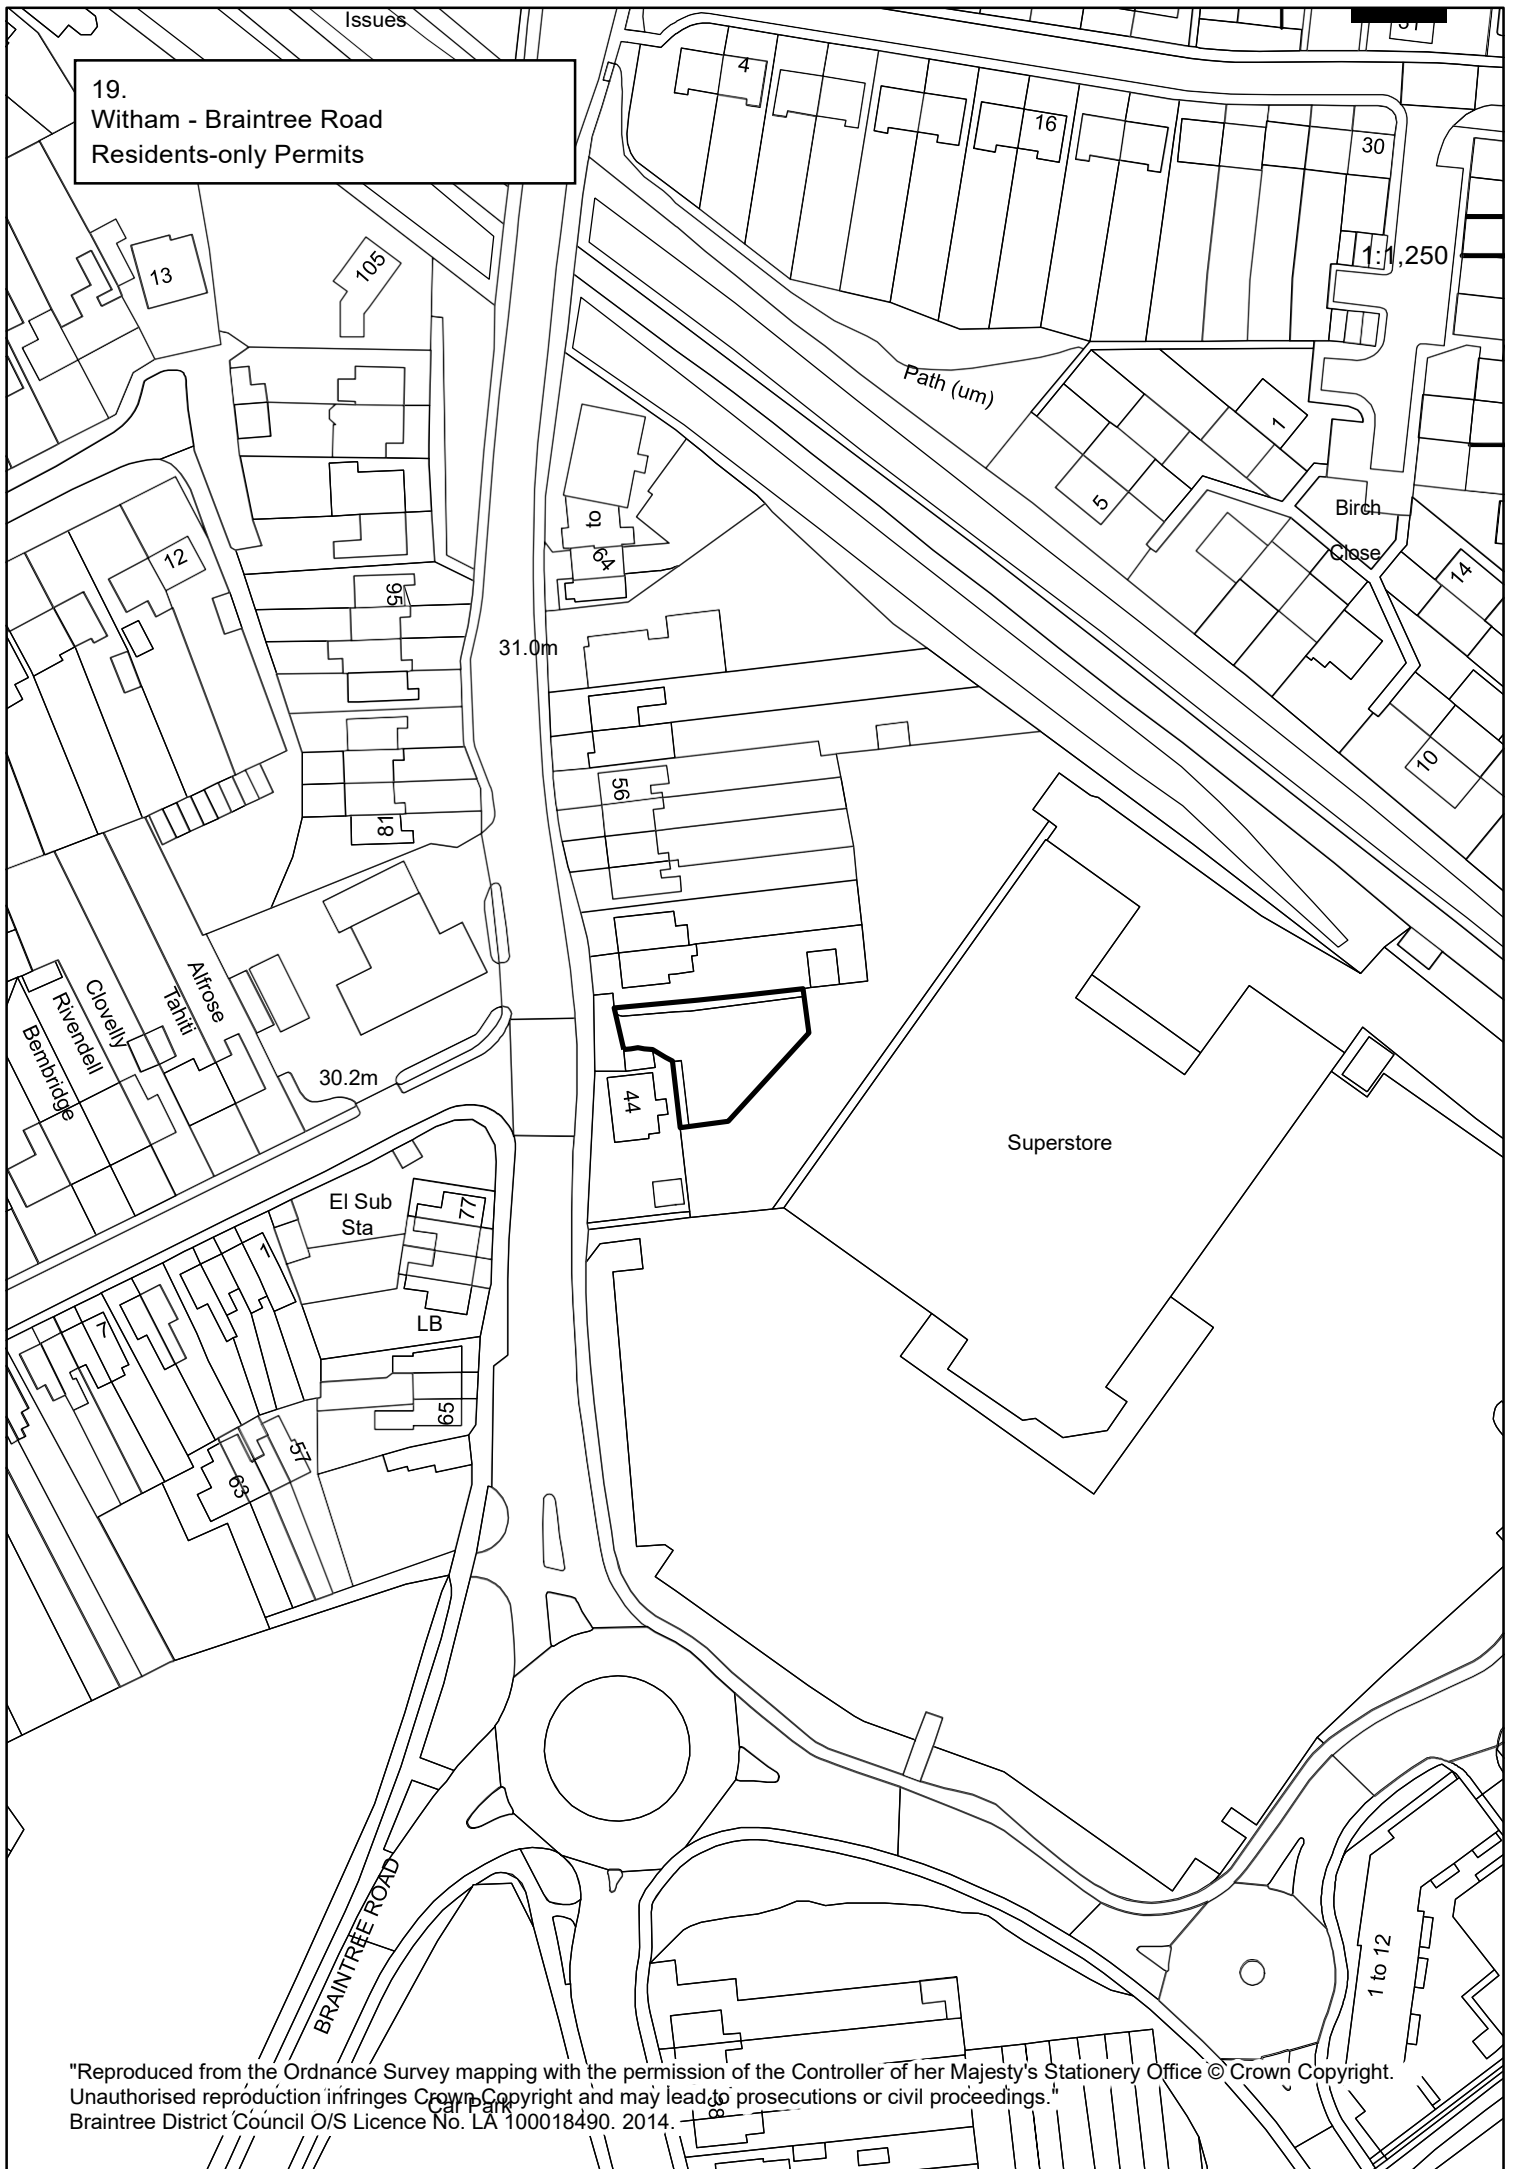 Issues
31
19.
Witham - Braintree Road
Residents-only Permits
4
16
30
1:1,250
13
105
Path (um)
1
5
Birch
Close
14
to
64
12
95
31.0m
10
56
81
Alfrose
Tahiti
Clovelly
Rivendell
Bembridge
30.2m
44
Superstore
El Sub
Sta
77
1
LB
7
65
57
63
BRAINTREE ROAD
1 to 12
"Reproduced from the Ordnance Survey mapping with the permission of the Controller of her Majesty's Stationery Office © Crown Copyright.
Unauthorised reproduction infringes Crown Copyright and may lead to prosecutions or civil proceedings."
Car Park
38
Braintree District Council O/S Licence No. LA 100018490. 2014.